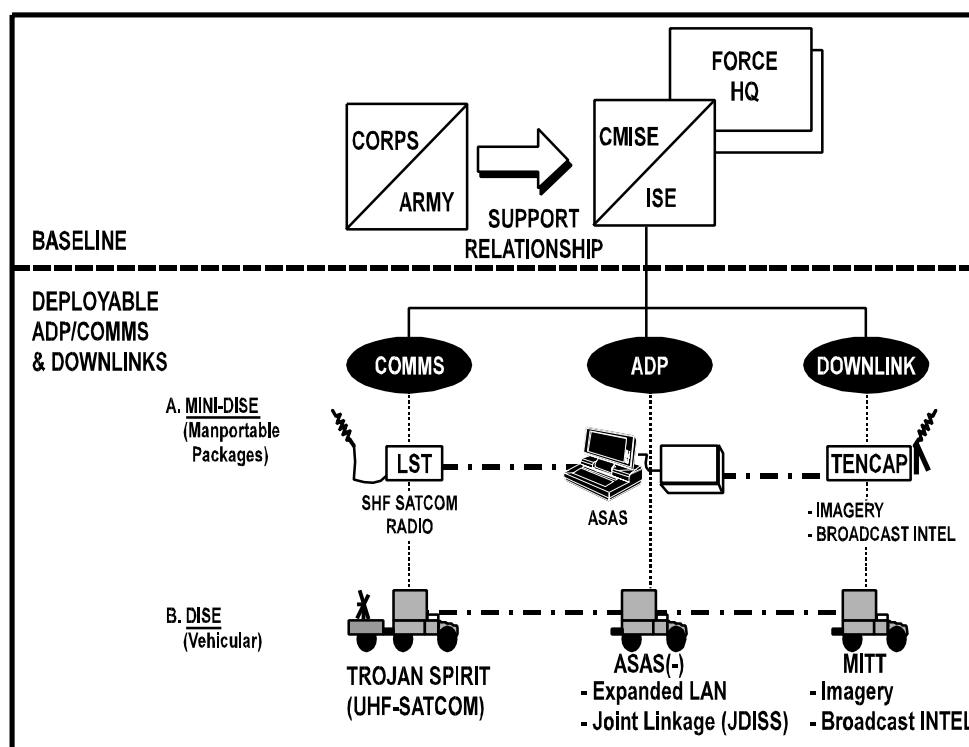 FORCE
HQ
CORPS
ARMY
CMISE
ISE
SUPPORT
RELATIONSHIP
BASELINE
DEPLOYABLE
ADP/COMMS
& DOWNLINKS
COMMS
ADP
DOWNLINK
A. MINI-DISE
(Manportable
Packages)
LST
SHF SATCOM
RADIO
ASAS
TENCAP
- IMAGERY
- BROADCAST INTEL
B. DISE
(Vehicular)
TROJAN SPIRIT
(UHF-SATCOM)
ASAS(-)
- Expanded LAN
- Joint Linkage (JDISS)
MITT
- Imagery
- Broadcast INTEL